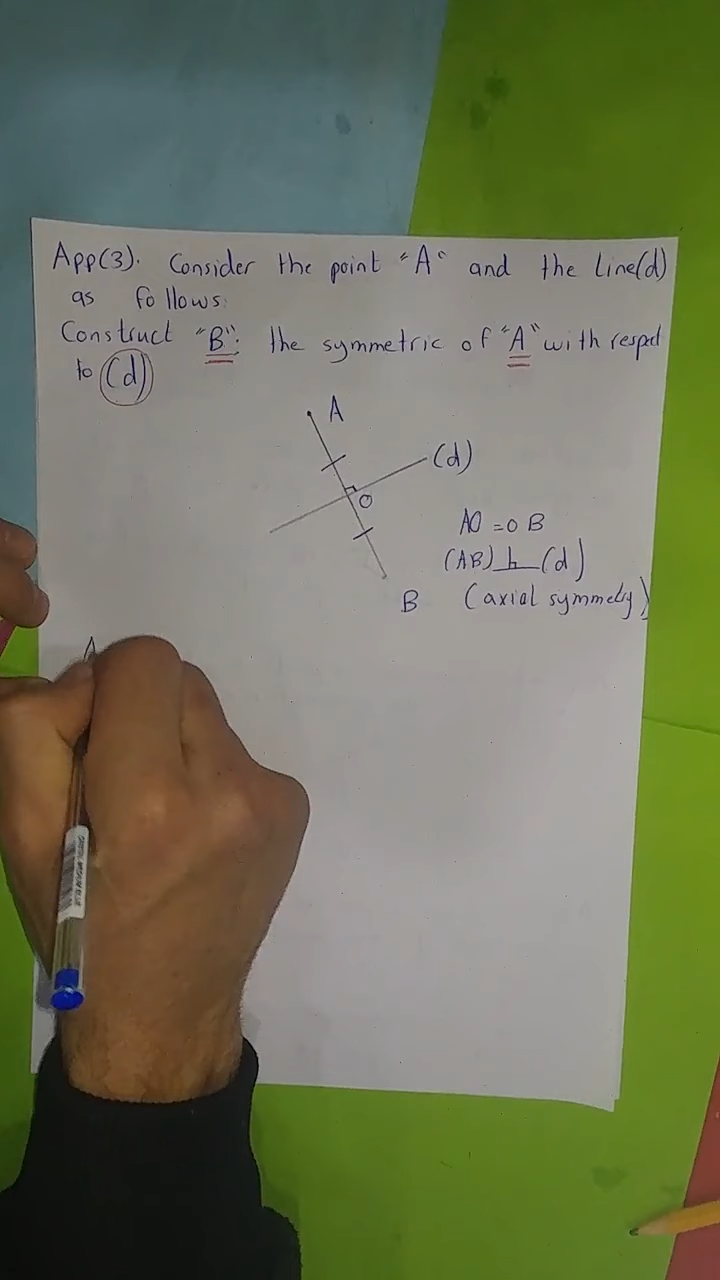 App(3). Consider the point "A" and the Line(d)
as follows:
Construct "B": the symmetric of "A" with respect
to (d)
A
(d)
O
AO = OB
(AB) ⊥ (d)
B (axial symmetry)
A